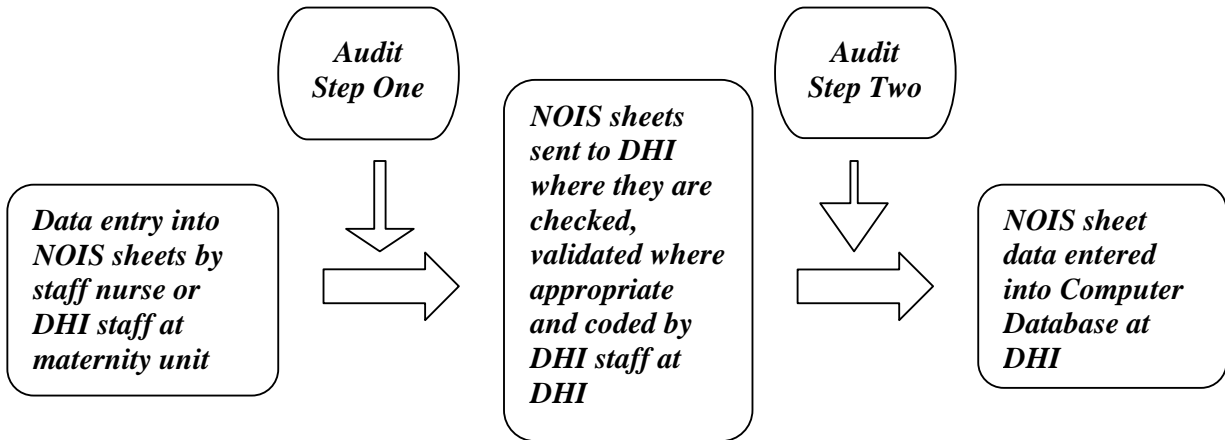 Audit
Step One
Audit
Step Two
Data entry into
NOIS sheets by
staff nurse or
DHI staff at
maternity unit
NOIS sheets
sent to DHI
where they are
checked,
validated where
appropriate
and coded by
DHI staff at
DHI
NOIS sheet
data entered
into Computer
Database at
DHI